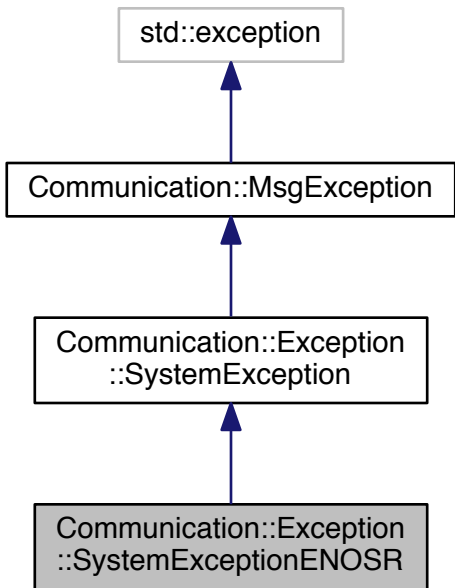 std::exception
Communication::MsgException
Communication::Exception
::SystemException
Communication::Exception
::SystemExceptionENOSR